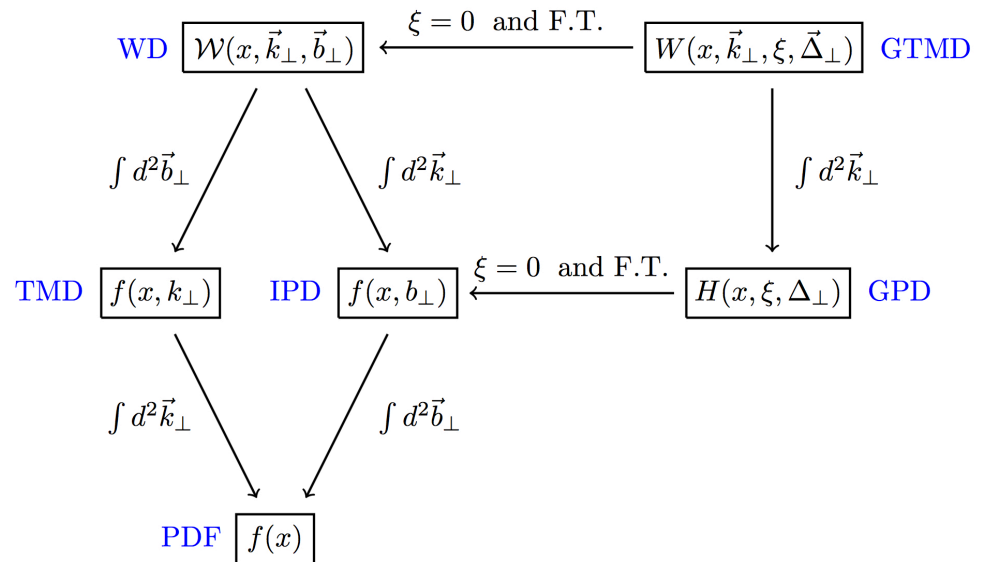 ξ = 0 and F.T.
WD 𝒲(x, k⃗⊥, b⃗⊥) W(x, k⃗⊥, ξ, Δ⃗⊥) GTMD
∫ d²b⃗⊥ ∫ d²k⃗⊥ ∫ d²k⃗⊥
ξ = 0 and F.T.
TMD f(x, k⊥) IPD f(x, b⊥) H(x, ξ, Δ⊥) GPD
∫ d²k⃗⊥ ∫ d²b⃗⊥
PDF f(x)